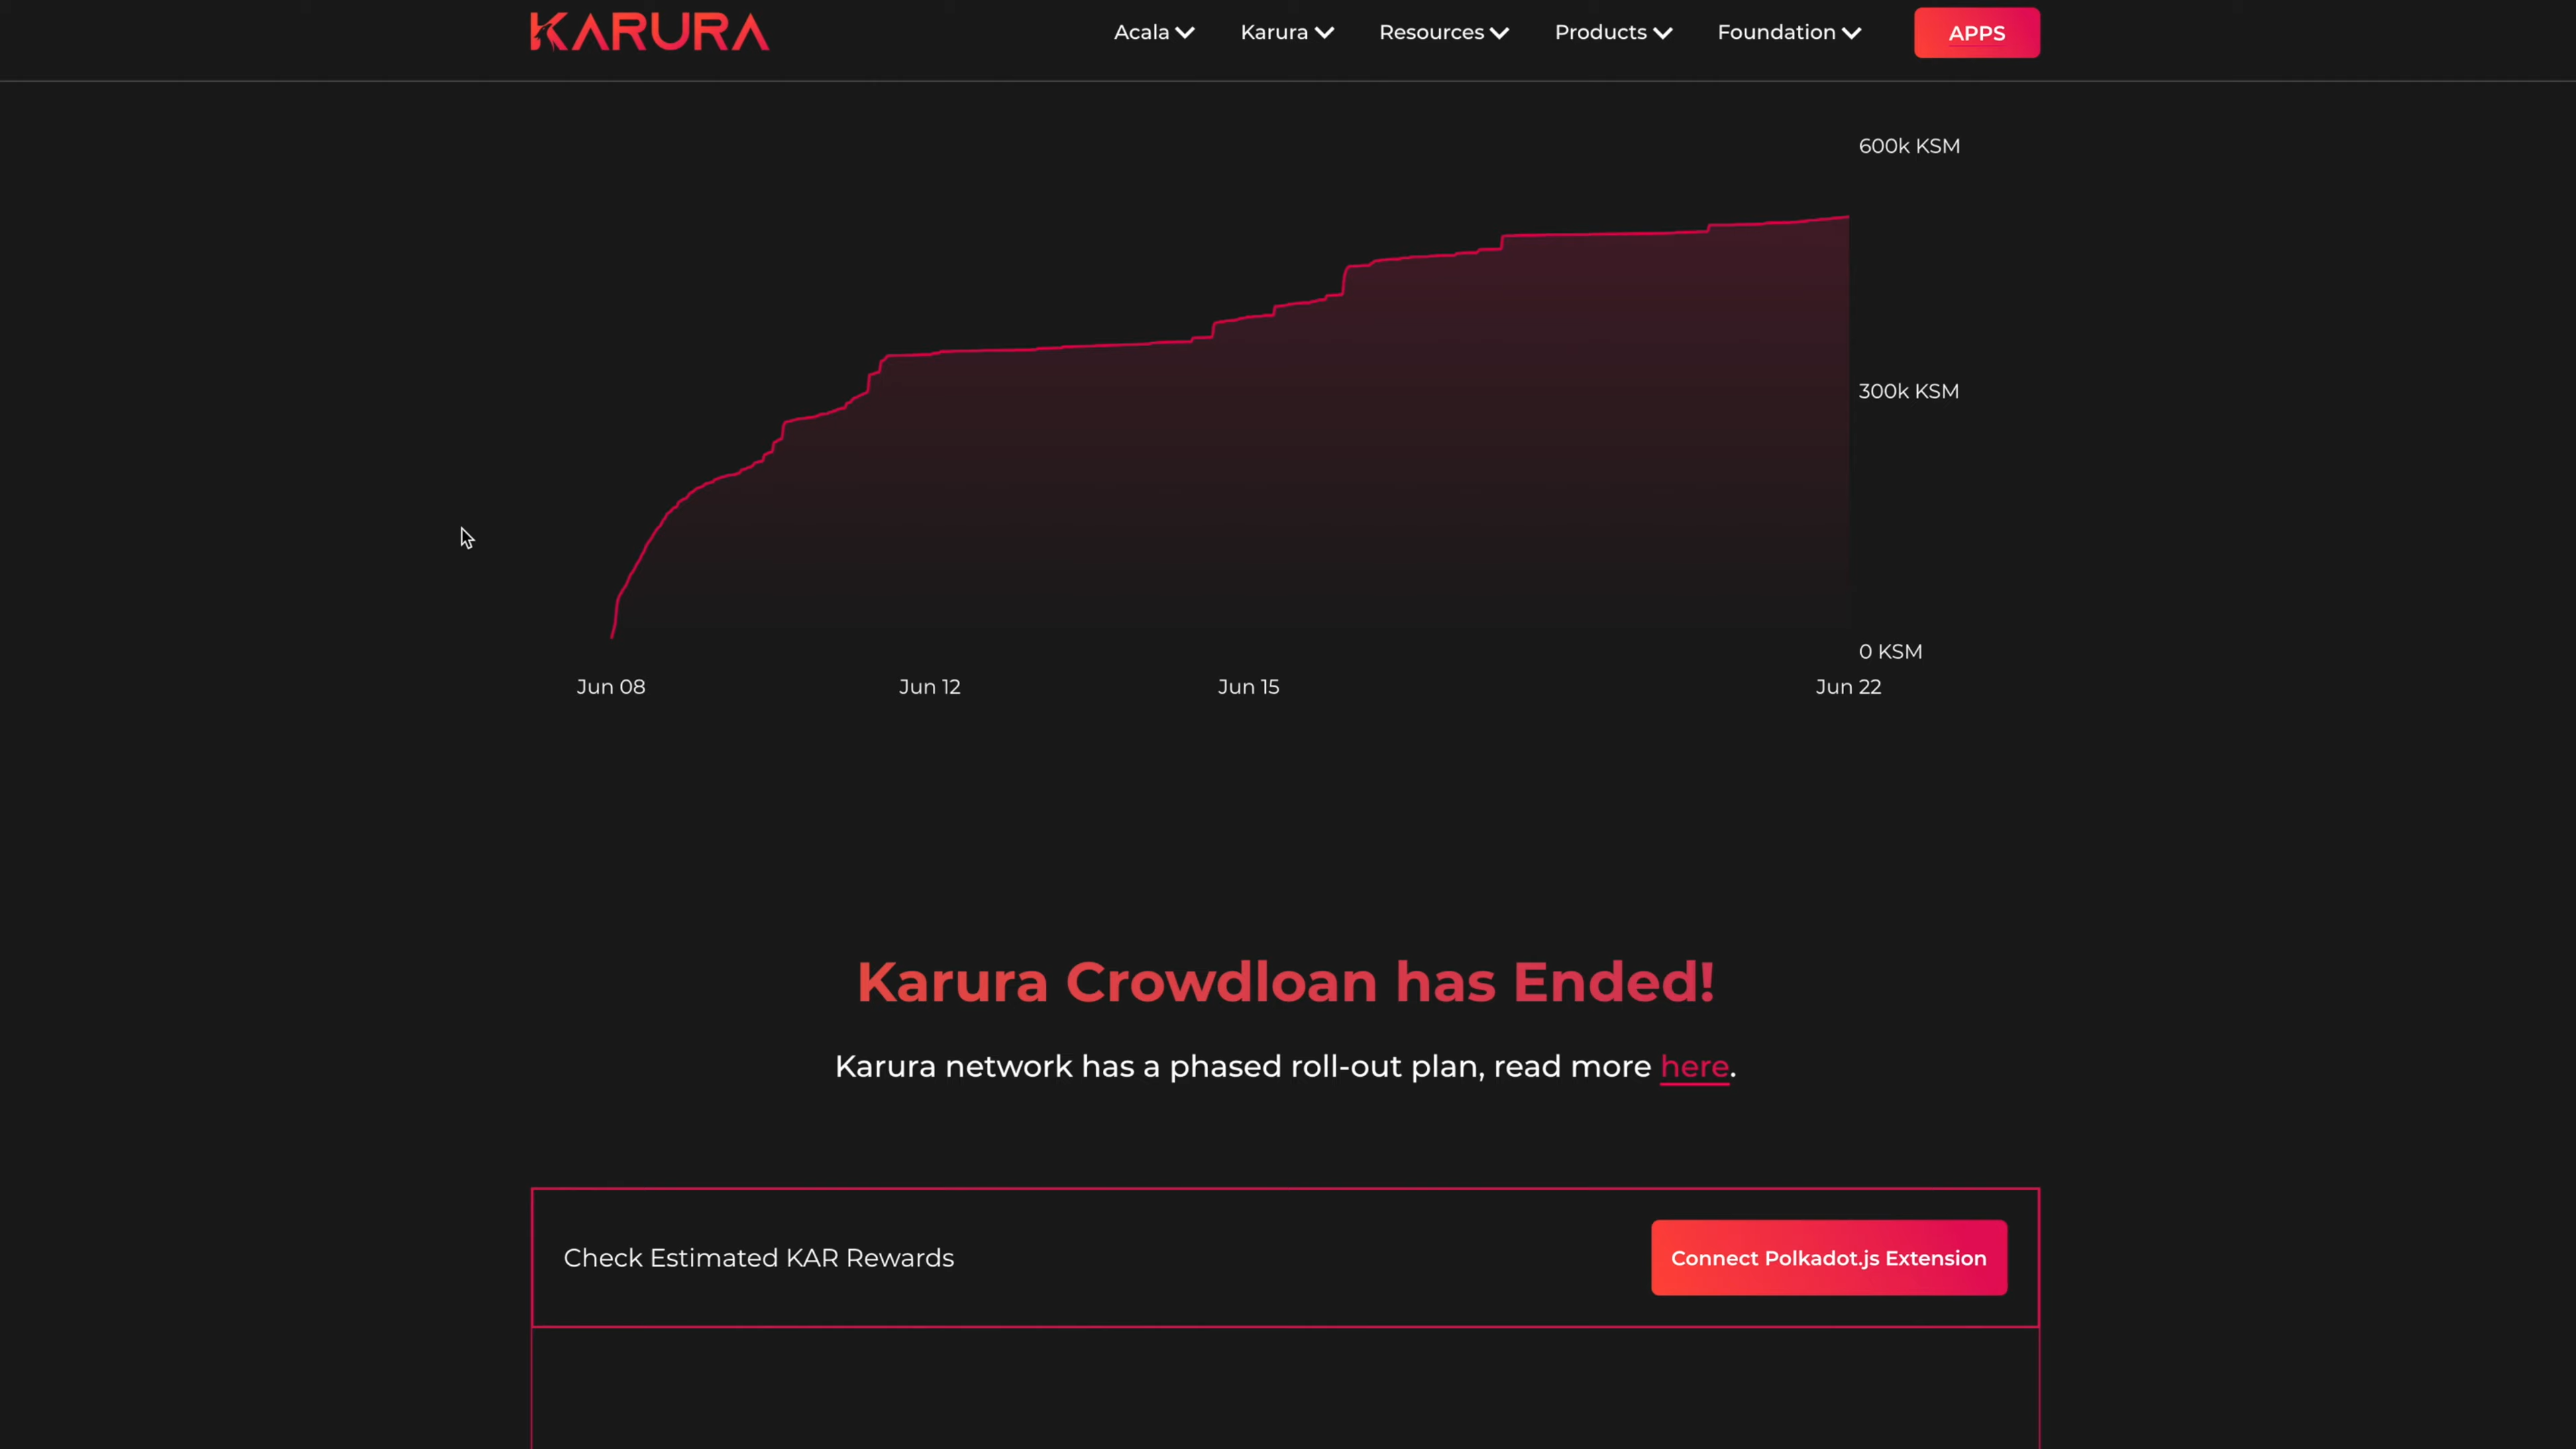 KARURA
Acala
Karura
Resources
Products
Foundation
APPS
600k KSM
300k KSM
0 KSM
Jun 08
Jun 12
Jun 15
Jun 22
Karura Crowdloan has Ended!
Karura network has a phased roll-out plan, read more here.
Check Estimated KAR Rewards
Connect Polkadot.js Extension